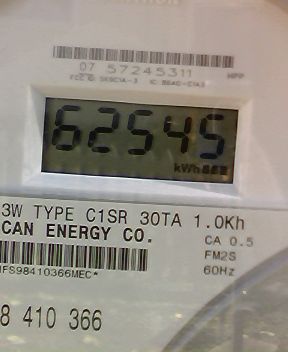 07 57245311
62545
kWh
3W TYPE C1SR 30TA 1.0Kh
CAN ENERGY CO.
CA 0.5
FM2S
60Hz
8 410 366